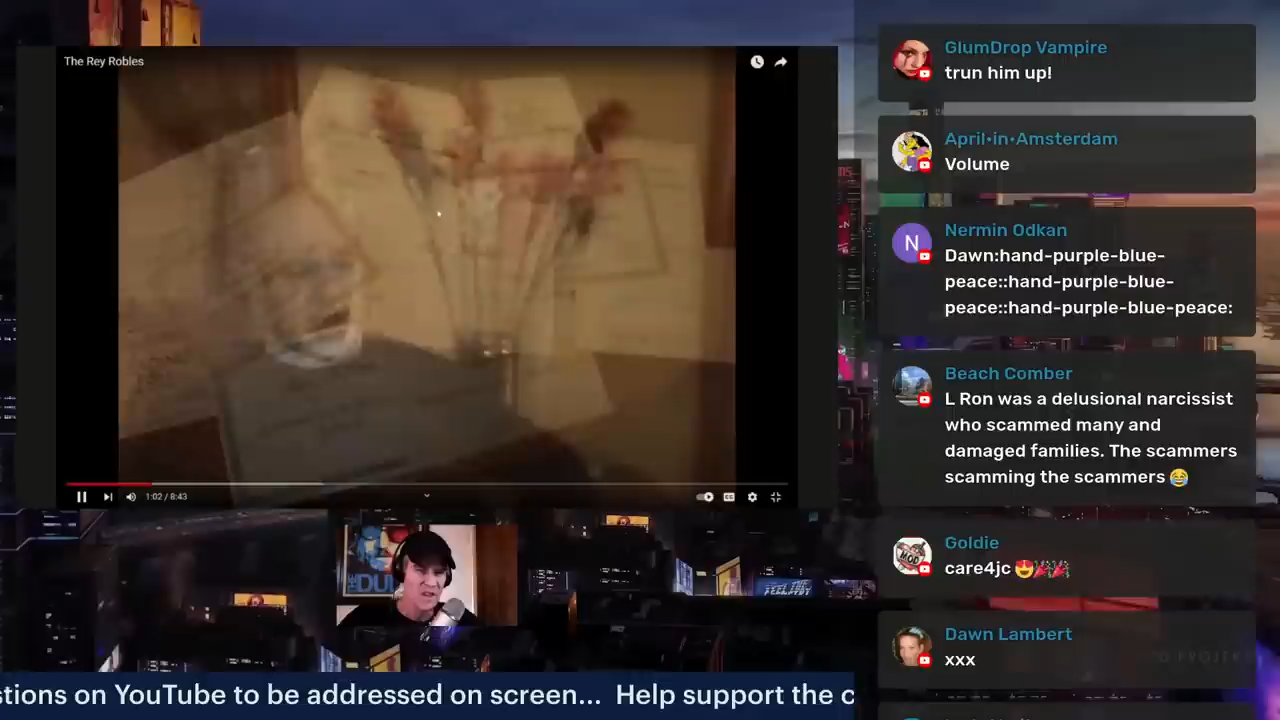 The Rey Robles
1:02 / 8:43
GlumDrop Vampire
trun him up!
April•in•Amsterdam
Volume
N
Nermin Odkan
Dawn:hand-purple-blue-
peace::hand-purple-blue-
peace::hand-purple-blue-peace:
Beach Comber
L Ron was a delusional narcissist
who scammed many and
damaged families. The scammers
scamming the scammers 😂
MOD
Goldie
care4jc 😍🎉🎉
Dawn Lambert
xxx
stions on YouTube to be addressed on screen... Help support the c